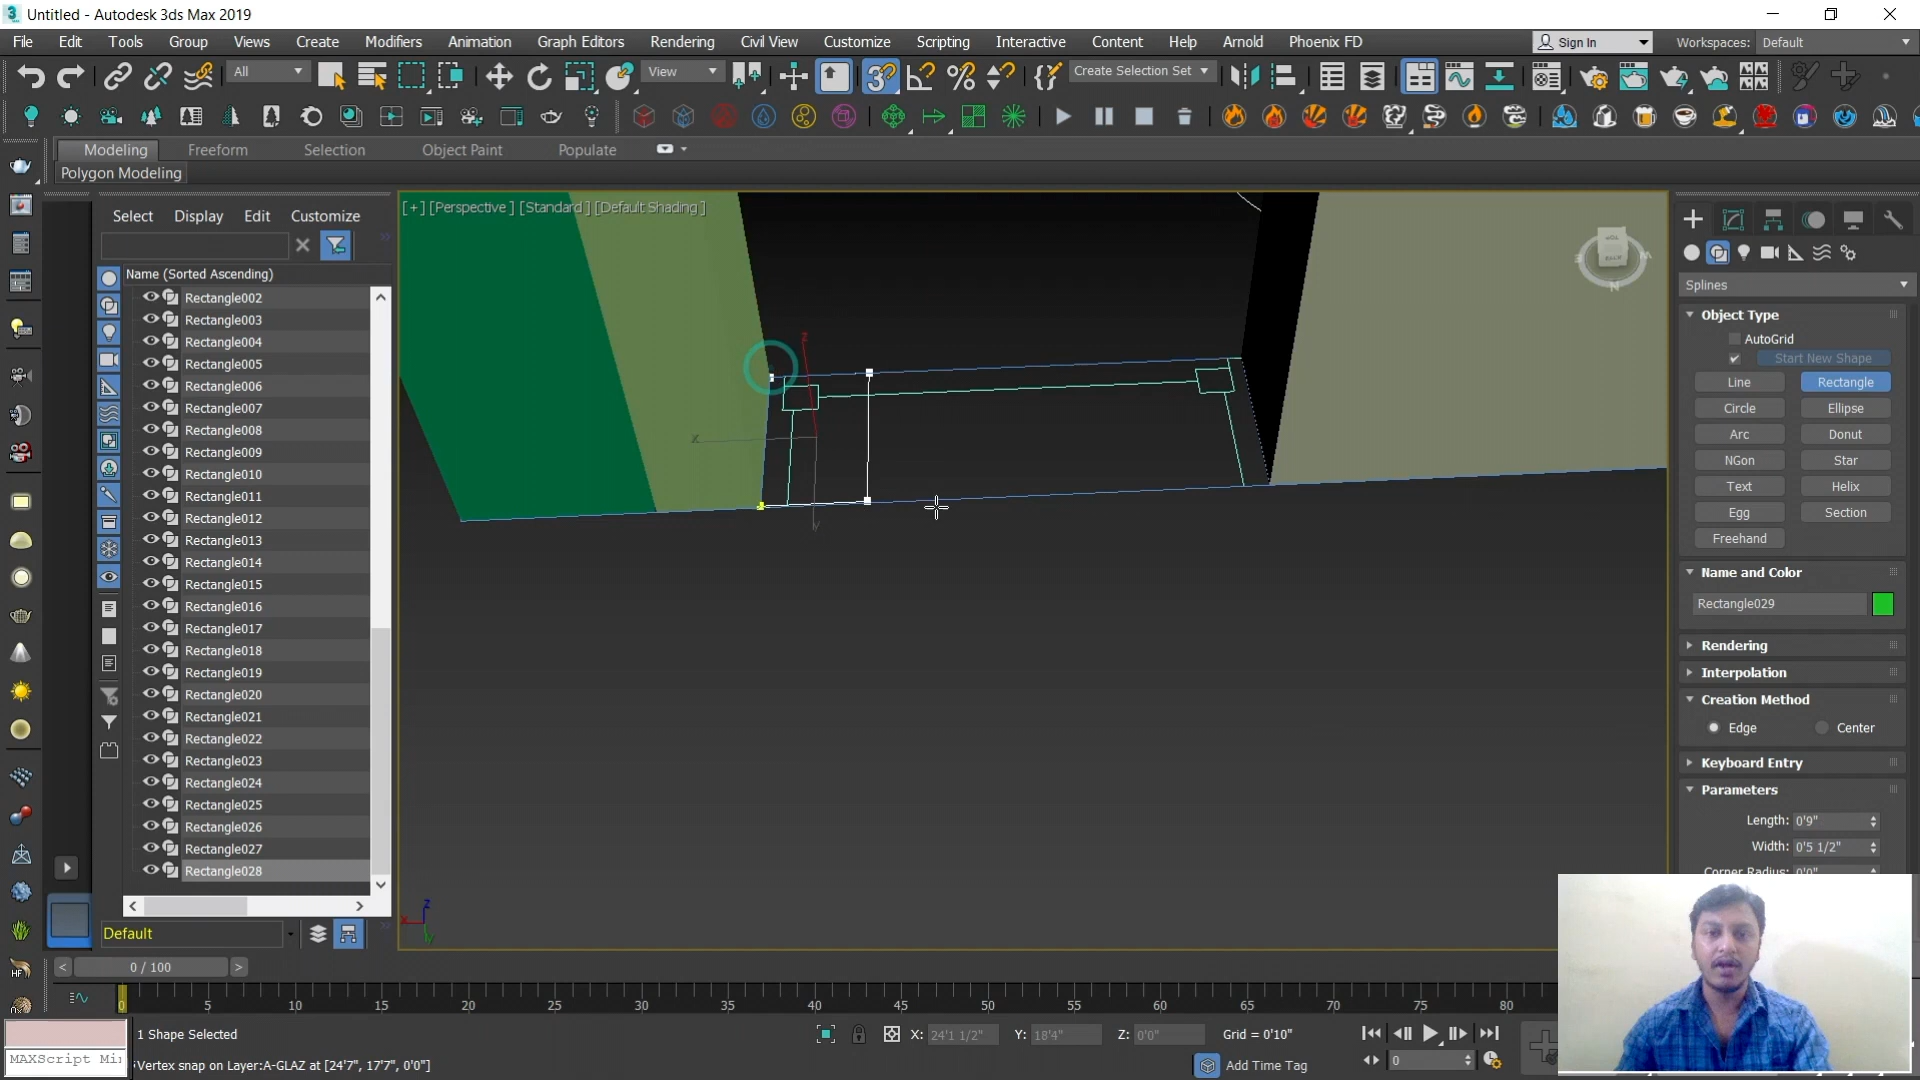 Untitled - Autodesk 3ds Max 2019
File Edit Tools Group Views Create Modifiers Animation Graph Editors Rendering Civil View Customize Scripting Interactive Content Help Arnold Phoenix FD Sign In Workspaces: Default
All View Create Selection Set
Modeling Freeform Selection Object Paint Populate
Polygon Modeling
Select Display Edit Customize
[+] [Perspective ] [Standard ] [Default Shading ]
Name (Sorted Ascending)
Rectangle002
Rectangle003
Rectangle004
Rectangle005
Rectangle006
Rectangle007
Rectangle008
Rectangle009
Rectangle010
Rectangle011
Rectangle012
Rectangle013
Rectangle014
Rectangle015
Rectangle016
Rectangle017
Rectangle018
Rectangle019
Rectangle020
Rectangle021
Rectangle022
Rectangle023
Rectangle024
Rectangle025
Rectangle026
Rectangle027
Rectangle028
Default
Splines
Object Type
AutoGrid
Start New Shape
Line Rectangle
Circle Ellipse
Arc Donut
NGon Star
Text Helix
Egg Section
Freehand
Name and Color
Rectangle029
Rendering
Interpolation
Creation Method
Edge Center
Keyboard Entry
Parameters
Length: 0'9"
Width: 0'5 1/2"
Corner Radius: 0'0"
0 / 100
0 5 10 15 20 25 30 35 40 45 50 55 60 65 70 75 80
1 Shape Selected
X: 24'1 1/2" Y: 18'4" Z: 0'0" Grid = 0'10"
MAXScript Mi
Vertex snap on Layer:A-GLAZ at [24'7", 17'7", 0'0"]
Add Time Tag
0